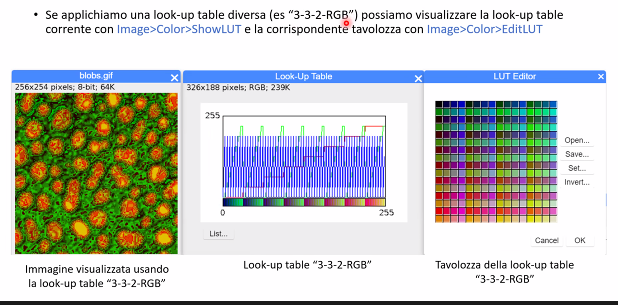 • Se applichiamo una look-up table diversa (es “3-3-2-RGB”) possiamo visualizzare la look-up table
corrente con Image>Color>ShowLUT e la corrispondente tavolozza con Image>Color>EditLUT
blobs.gif
256x254 pixels; 8-bit; 64K
Look-Up Table
326x188 pixels; RGB; 239K
255
0
255
List...
LUT Editor
Open...
Save...
Set...
Invert...
Cancel
OK
Immagine visualizzata usando
la look-up table “3-3-2-RGB”
Look-up table “3-3-2-RGB”
Tavolozza della look-up table
“3-3-2-RGB”